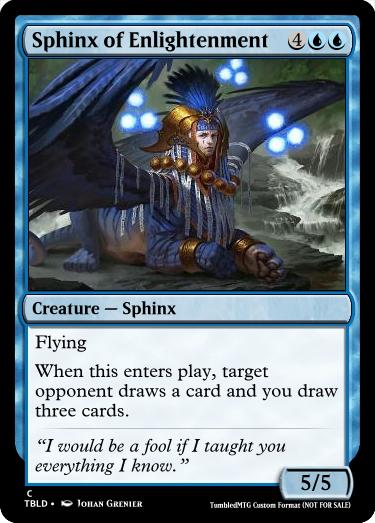 Sphinx of Enlightenment 4
Creature — Sphinx
Flying
When this enters play, target
opponent draws a card and you draw
three cards.
“I would be a fool if I taught you
everything I know.”
5/5
C
TBLD • Johan Grenier
TumbledMTG Custom Format (NOT FOR SALE)